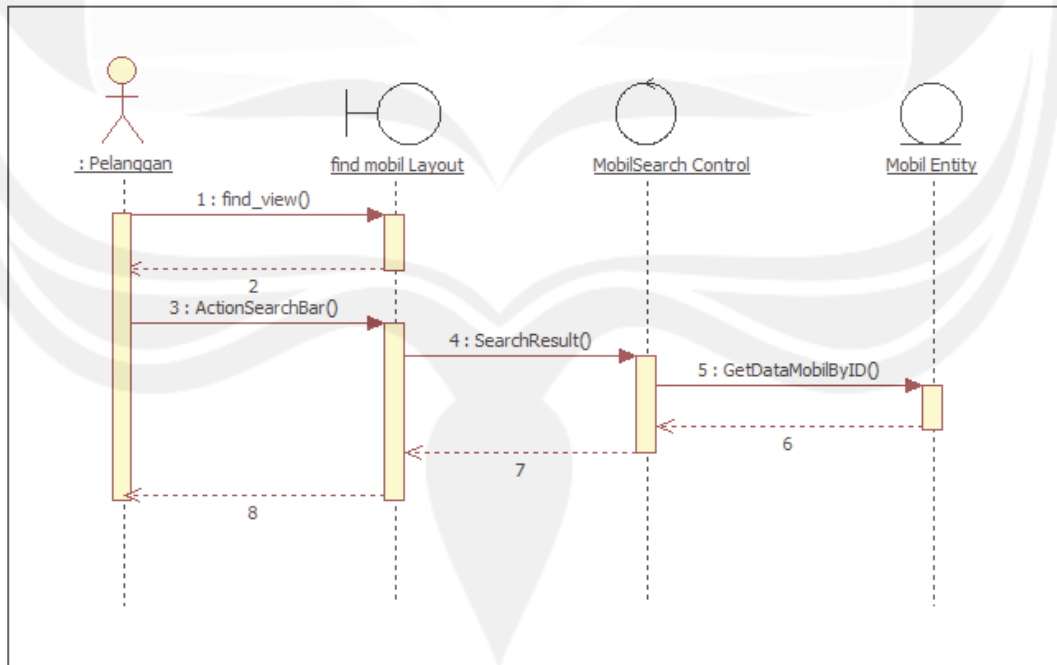 : Pelanggan
find mobil Layout
MobilSearch Control
Mobil Entity
1 : find_view()
2
3 : ActionSearchBar()
4 : SearchResult()
5 : GetDataMobilByID()
6
7
8